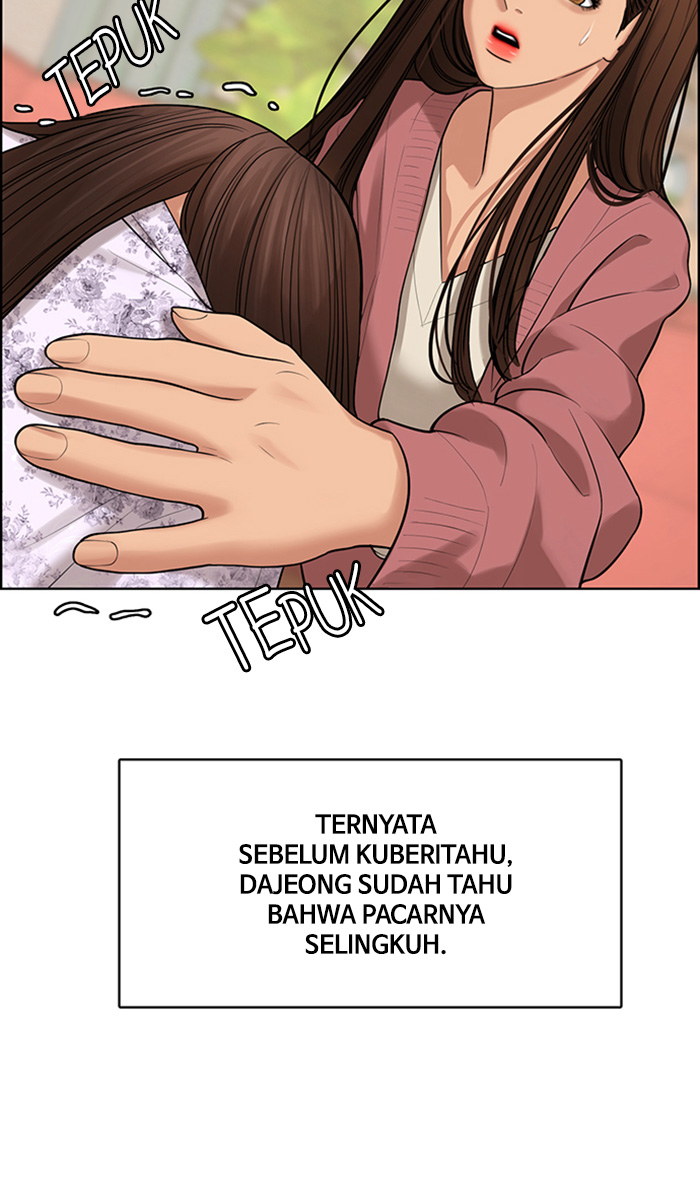 TEPUK
TEPUK
TERNYATA
SEBELUM KUBERITAHU,
DAJEONG SUDAH TAHU
BAHWA PACARNYA
SELINGKUH.